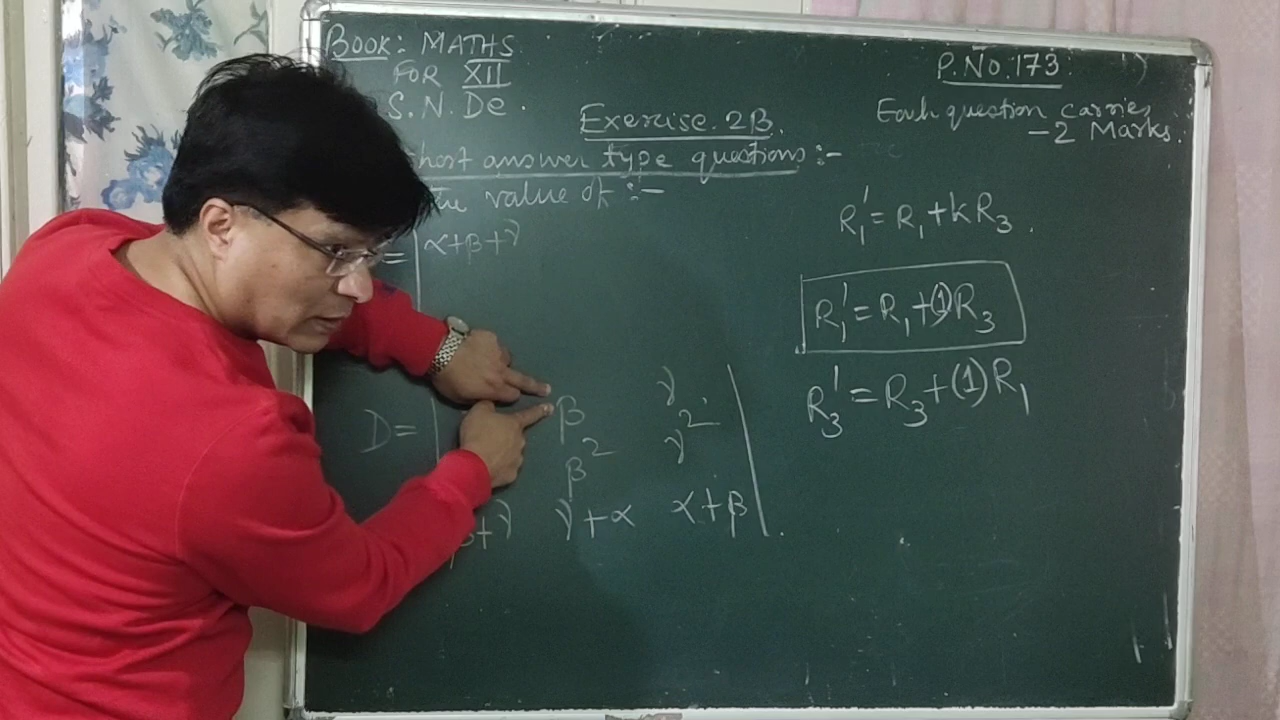 BOOK: MATHS
FOR XII
S. N. De.
P. No. 173
Exercise. 2B.
Each question carries
- 2 Marks.
short answer type questions :-
the value of :-
R₁' = R₁ + kR₃.
= | α+β+γ
R₁' = R₁ + (1)R₃
R₃' = R₃ + (1)R₁
β γ
D = |
β² γ²
β+γ γ+α α+β